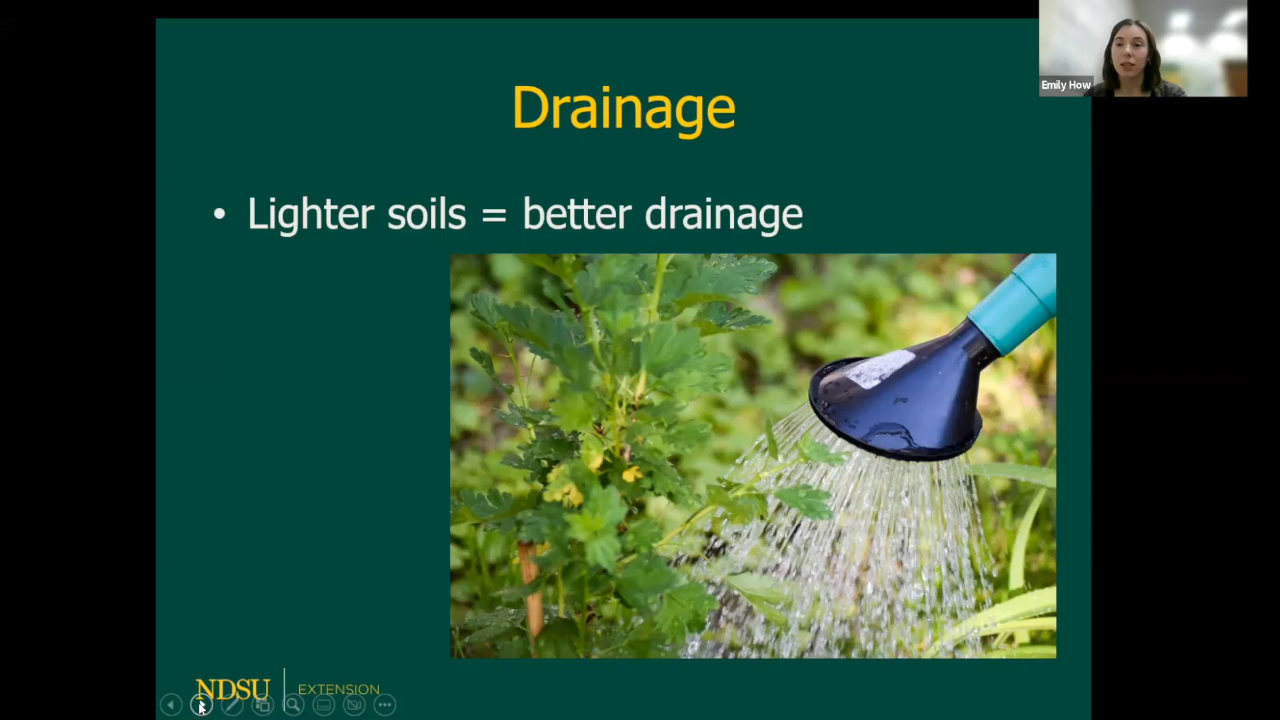 Emily How
Drainage
• Lighter soils = better drainage
NDSU EXTENSION